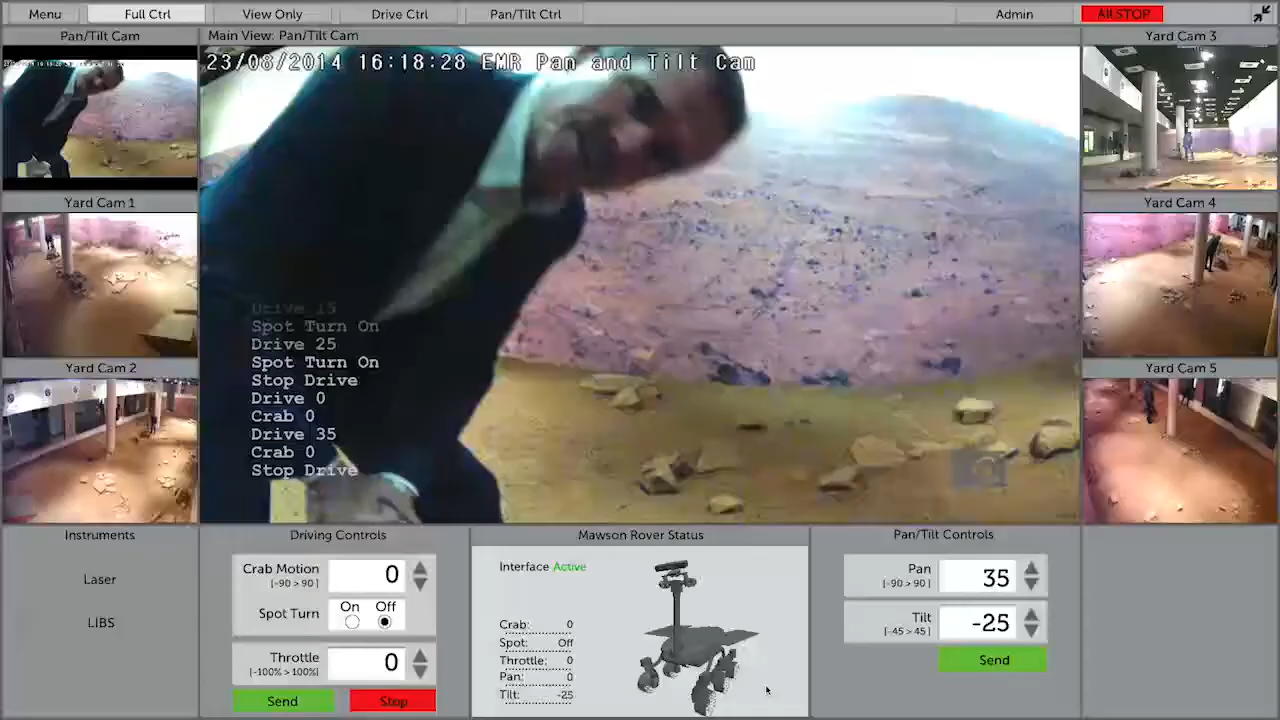 Menu
Full Ctrl
View Only
Drive Ctrl
Pan/Tilt Ctrl
Admin
AllSTOP
Pan/Tilt Cam
Main View: Pan/Tilt Cam
Yard Cam 3
23/08/2014 16:18:28 EMR Pan and Tilt Cam
Yard Cam 1
Yard Cam 4
Drive 15
Spot Turn On
Drive 25
Spot Turn On
Stop Drive
Drive 0
Crab 0
Drive 35
Crab 0
Stop Drive
Yard Cam 2
Yard Cam 5
Instruments
Laser
LIBS
Driving Controls
Crab Motion
[-90 > 90]
0
Spot Turn
On
Off
Throttle
[-100% > 100%]
0
Send
Stop
Mawson Rover Status
Interface Active
Crab: 0
Spot: Off
Throttle: 0
Pan: 0
Tilt: -25
Pan/Tilt Controls
Pan
[-90 > 90]
35
Tilt
[-45 > 45]
-25
Send